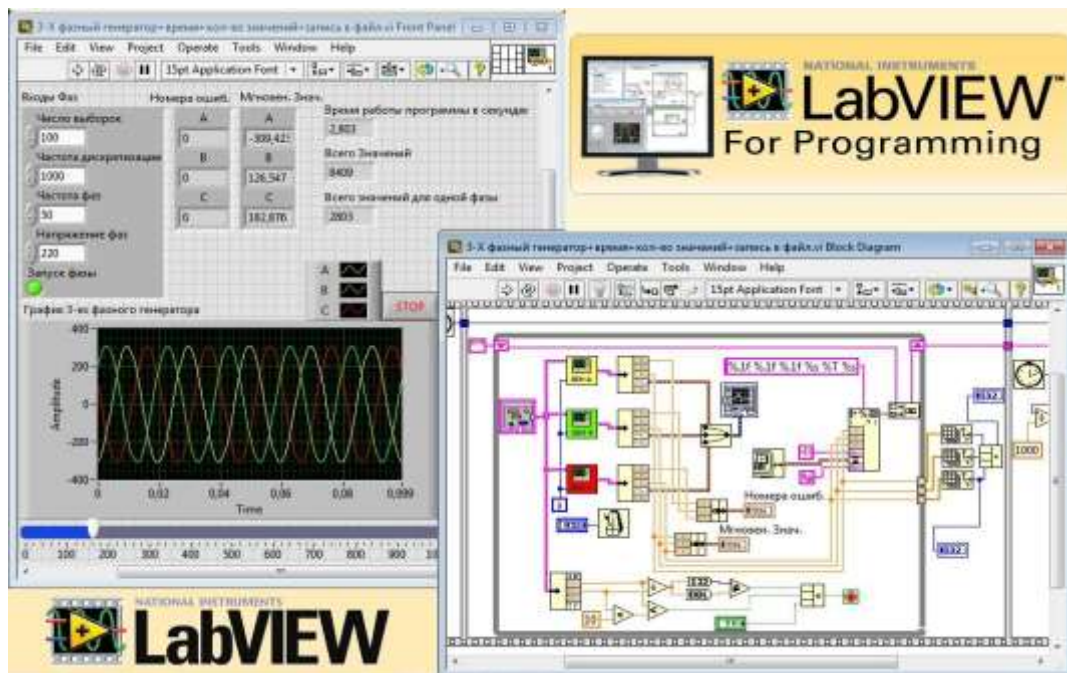 3-Х фазный генератор+время+кол-во значений+запись в файл.vi Front Panel
File Edit View Project Operate Tools Window Help
15pt Application Font
Входы Фаз
Номера ошиб.
Мгновен. Знач.
Время работы программы в секундах
2,803
Число выборок
100
Частота дискретизации
1000
Частота фаз
50
Напряжение фаз
220
Запуск фазы
A
0
B
0
C
0
A
B
126,547
C
182,876
Всего Значений
8409
Всего значений для одной фазы
2803
A
B
C
STOP
График 3-ех фазного генератора
Amplitude
400
200
0
-200
-400
0 0,02 0,04 0,06 0,08 0,099
Time
0 100 200 300 400 500 600 700 800 900
NATIONAL INSTRUMENTS
LabVIEW™
For Programming
3-Х фазный генератор+время+кол-во значений+запись в файл.vi Block Diagram
File Edit View Project Operate Tools Window Help
15pt Application Font
%.1f %.1f %.1f %s %T %s
Номера ошиб.
Мгновен. Знач.
10
1000
NATIONAL INSTRUMENTS
LabVIEW